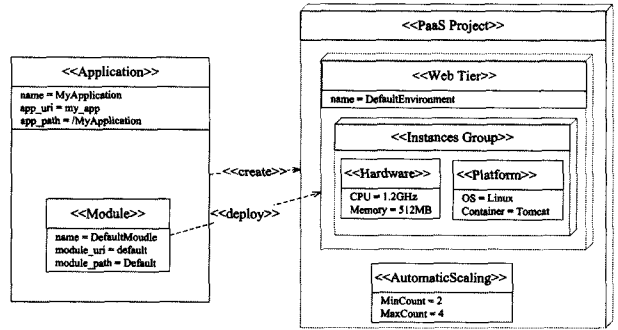 <<Application>>
name = MyApplication
app_uri = my_app
app_path = /MyApplication
<<Module>>
name = DefaultMoudle
module_uri = default
module_path = Default
<<create>>
<<deploy>>
<<PaaS Project>>
<<Web Tier>>
name = DefaultEnvironment
<<Instances Group>>
<<Hardware>>
CPU = 1.2GHz
Memory = 512MB
<<Platform>>
OS = Linux
Container = Tomcat
<<AutomaticScaling>>
MinCount = 2
MaxCount = 4